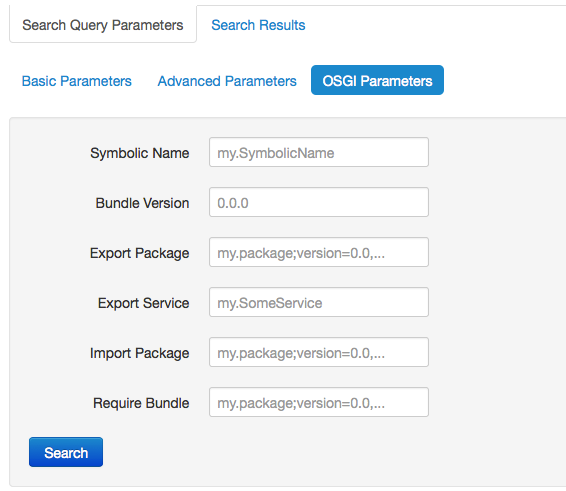 Search Query Parameters Search Results
Basic Parameters Advanced Parameters OSGI Parameters
Symbolic Name my.SymbolicName
Bundle Version 0.0.0
Export Package my.package;version=0.0,...
Export Service my.SomeService
Import Package my.package;version=0.0,...
Require Bundle my.package;version=0.0,...
Search